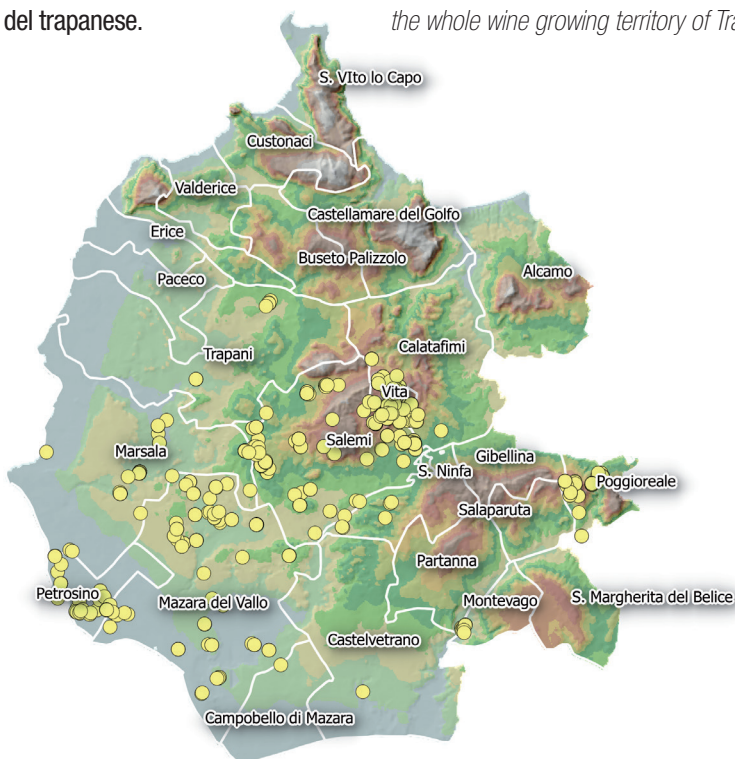 del trapanese.
the whole wine growing territory of Tra
S. VIto lo Capo
Custonaci
Valderice
Castellamare del Golfo
Erice
Buseto Palizzolo
Paceco
Alcamo
Trapani
Calatafimi
Vita
Salemi
Marsala
Gibellina
S. Ninfa
Poggioreale
Salaparuta
Partanna
Petrosino
Mazara del Vallo
Montevago
S. Margherita del Belice
Castelvetrano
Campobello di Mazara